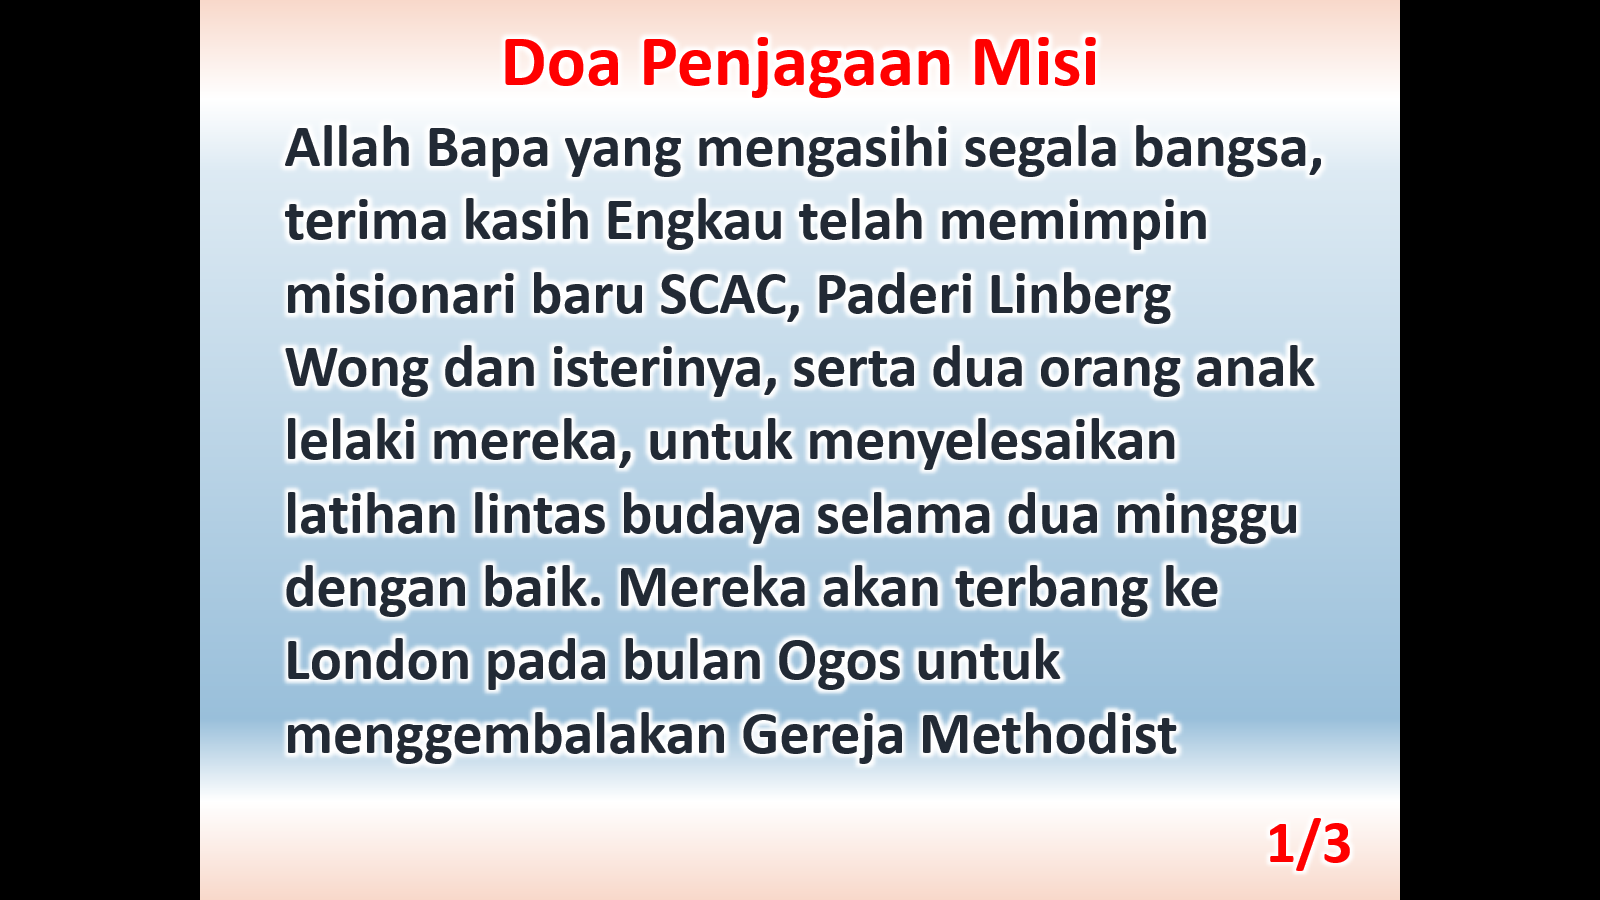 Doa Penjagaan Misi
Allah Bapa yang mengasihi segala bangsa,
terima kasih Engkau telah memimpin
misionari baru SCAC, Paderi Linberg
Wong dan isterinya, serta dua orang anak
lelaki mereka, untuk menyelesaikan
latihan lintas budaya selama dua minggu
dengan baik. Mereka akan terbang ke
London pada bulan Ogos untuk
menggembalakan Gereja Methodist
1/3